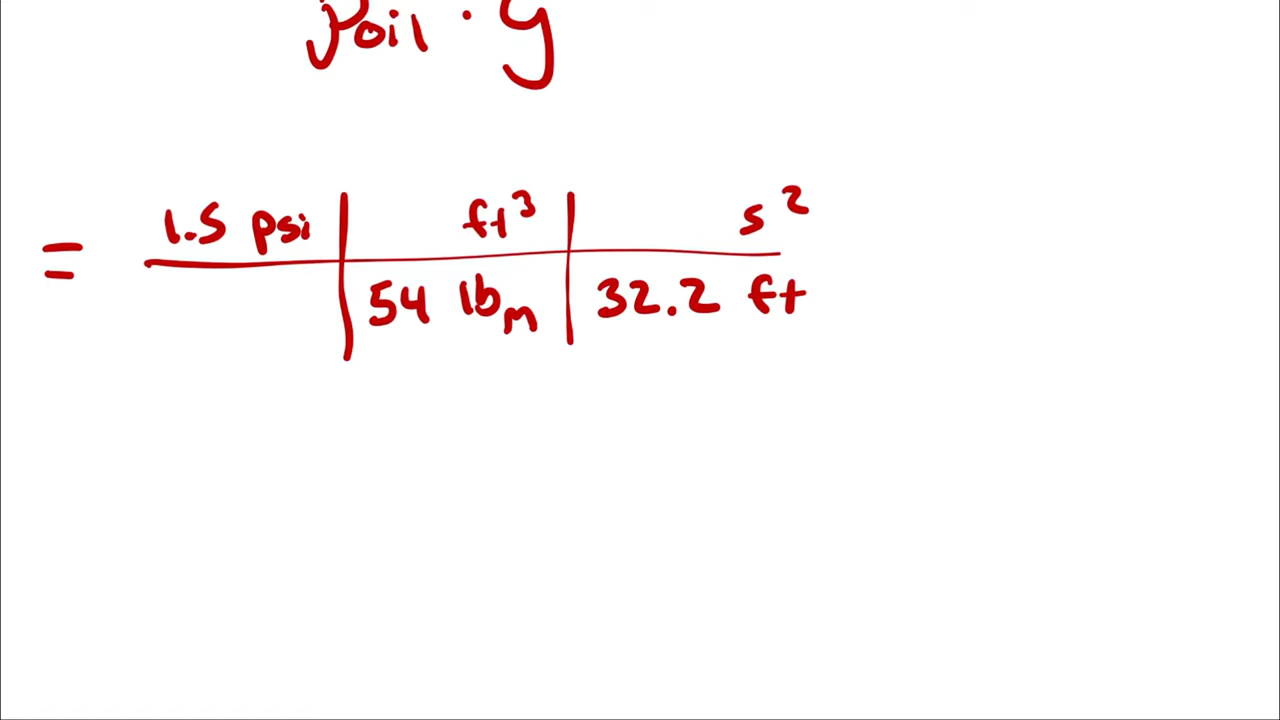 ρoil · g
= 1.5 psi | ft³ | s²
54 lbm | 32.2 ft